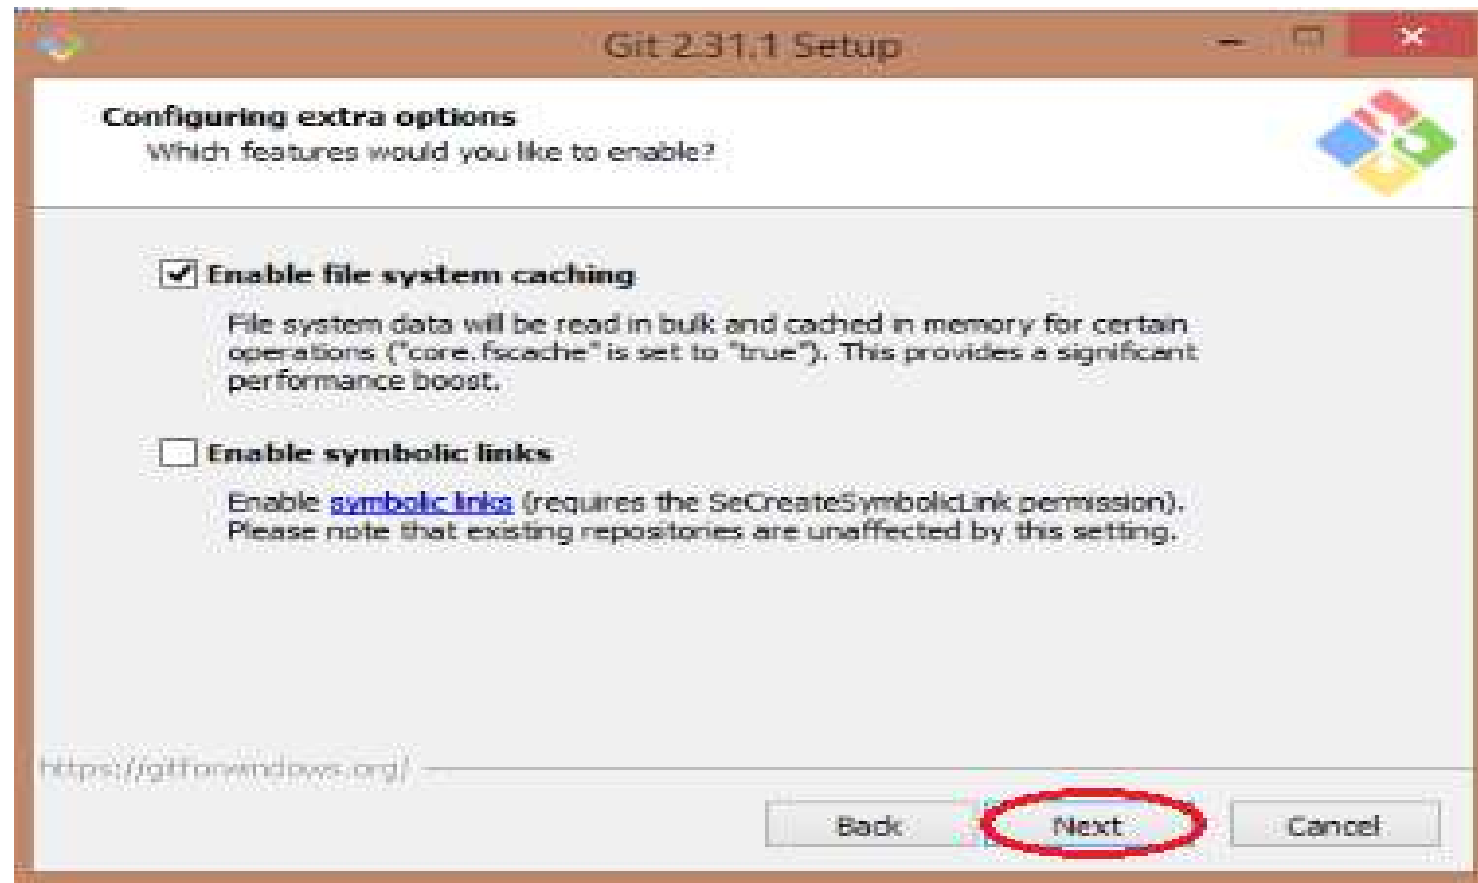 Git 2.31.1 Setup
Configuring extra options
Which features would you like to enable?
Enable file system caching
File system data will be read in bulk and cached in memory for certain
operations ("core.fscache" is set to "true"). This provides a significant
performance boost.
Enable symbolic links
Enable symbolic links (requires the SeCreateSymbolicLink permission).
Please note that existing repositories are unaffected by this setting.
https://gitforwindows.org/
Back Next Cancel